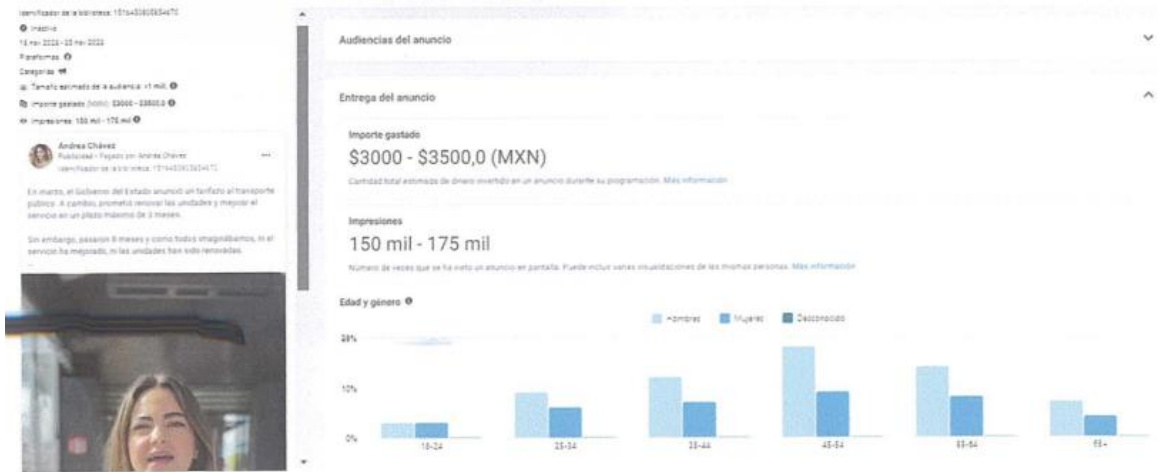 Inactivo
Plataformas
Categorías
Tamaño estimado de la audiencia: >1 mill.
Importe gastado (MXN): $3000 - $3500,0
Impresiones: 150 mil - 175 mil
Andrea Chávez
Publicidad • Pagado por Andrea Chávez
Identificador de la biblioteca:
En marzo, el Gobierno del Estado anunció un tarifazo al transporte
público. A cambio, prometió renovar las unidades y mejorar el
servicio en un plazo máximo de 3 meses.
Sin embargo, pasaron 8 meses y como todos imaginábamos, ni el
servicio ha mejorado, ni las unidades han sido renovadas.
...
Audiencias del anuncio
Entrega del anuncio
Importe gastado
$3000 - $3500,0 (MXN)
Cantidad total estimada de dinero invertido en un anuncio durante su programación. Más información
Impresiones
150 mil - 175 mil
Número de veces que se ha visto un anuncio en pantalla. Puede incluir varias visualizaciones de las mismas personas. Más información
Edad y género
Hombres Mujeres Desconocido
10%
0%
18-24 25-34 35-44 45-54 55-64 65+